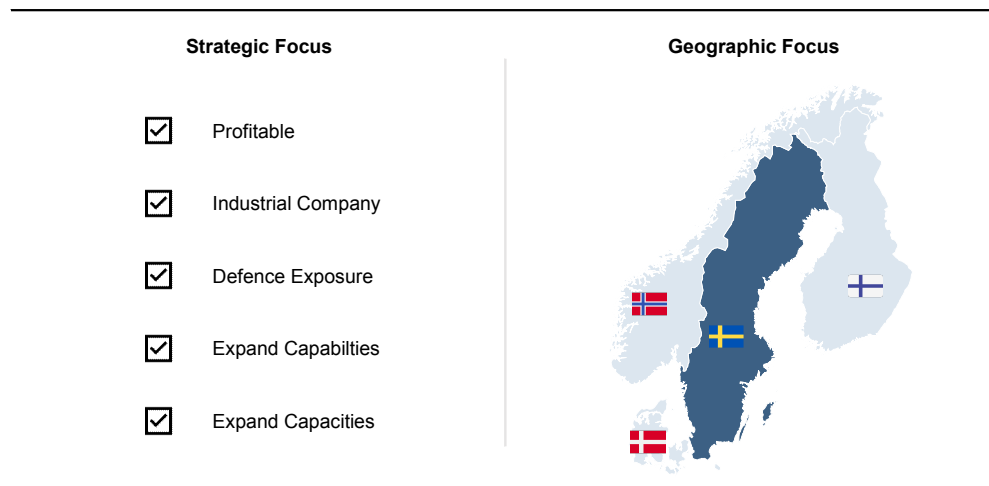 Strategic Focus
Geographic Focus
Profitable
Industrial Company
Defence Exposure
Expand Capabilties
Expand Capacities